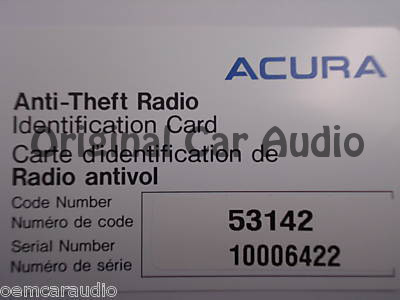 ACURA
Anti-Theft Radio
Identification Card
Original Car Audio
Carte d'identification de
Radio antivol
Code Number
Numéro de code
53142
Serial Number
Numéro de série
10006422
oemcaraudio